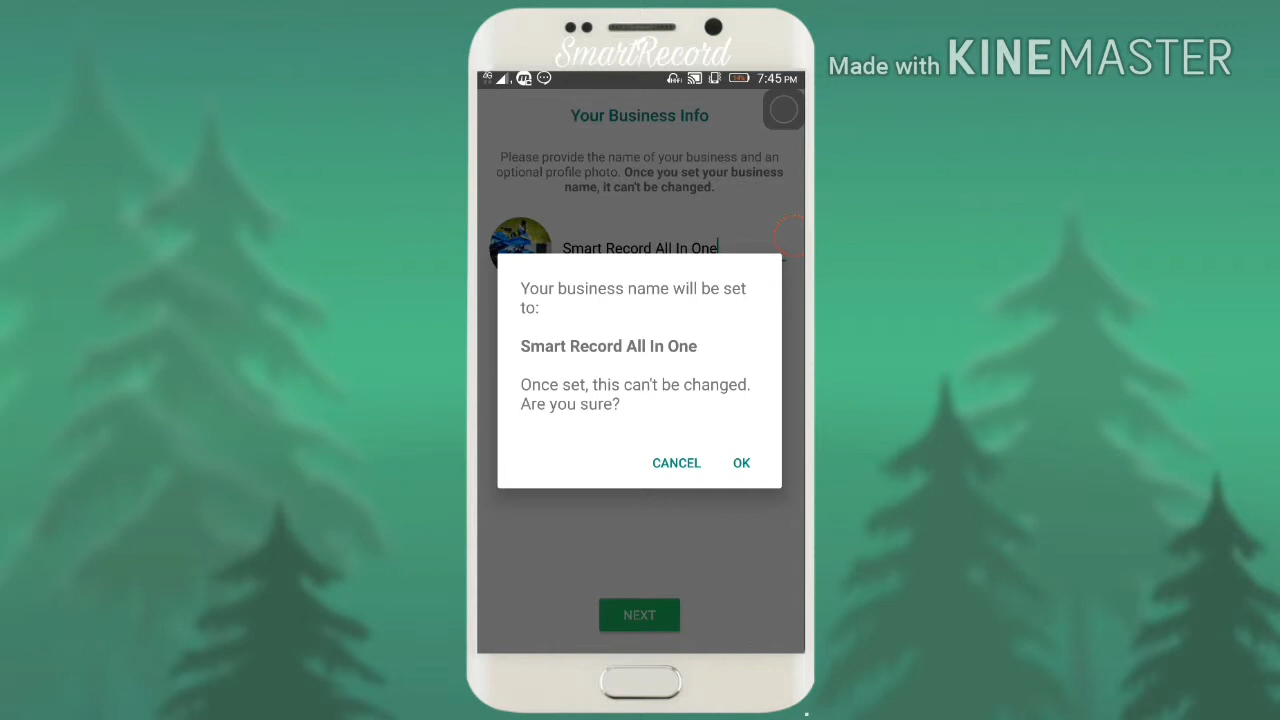 SmartRecord
Made with KINEMASTER
4G
7:45 PM
Your Business Info
Please provide the name of your business and an
optional profile photo. Once you set your business
name, it can't be changed.
Smart Record All In One
Your business name will be set
to:
Smart Record All In One
Once set, this can't be changed.
Are you sure?
CANCEL OK
NEXT